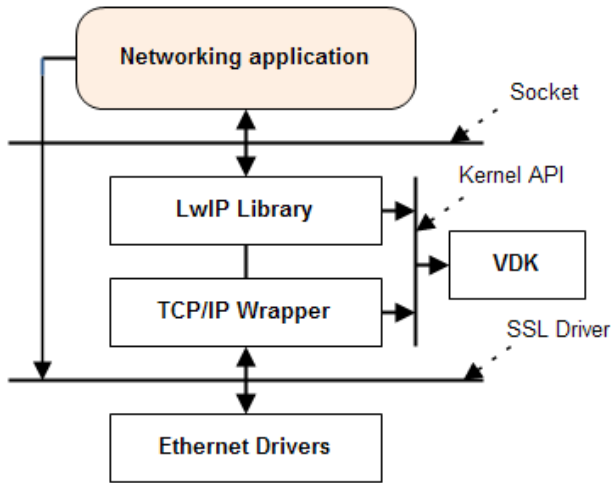 Networking application
Socket
Kernel API
LwIP Library
VDK
TCP/IP Wrapper
SSL Driver
Ethernet Drivers